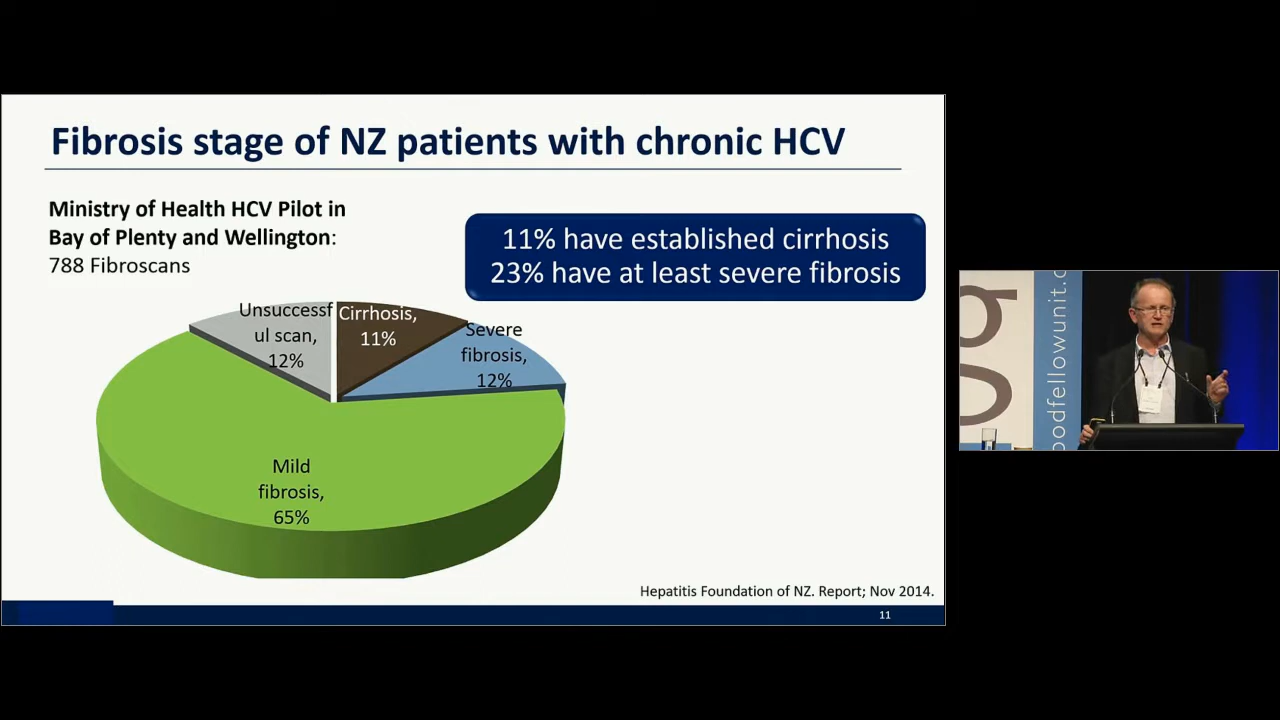 Fibrosis stage of NZ patients with chronic HCV
Ministry of Health HCV Pilot in
Bay of Plenty and Wellington:
788 Fibroscans
11% have established cirrhosis
23% have at least severe fibrosis
Unsuccessf
ul scan,
12%
Cirrhosis,
11%
Severe
fibrosis,
12%
Mild
fibrosis,
65%
Hepatitis Foundation of NZ. Report; Nov 2014.
11
g
oodfellowunit.c